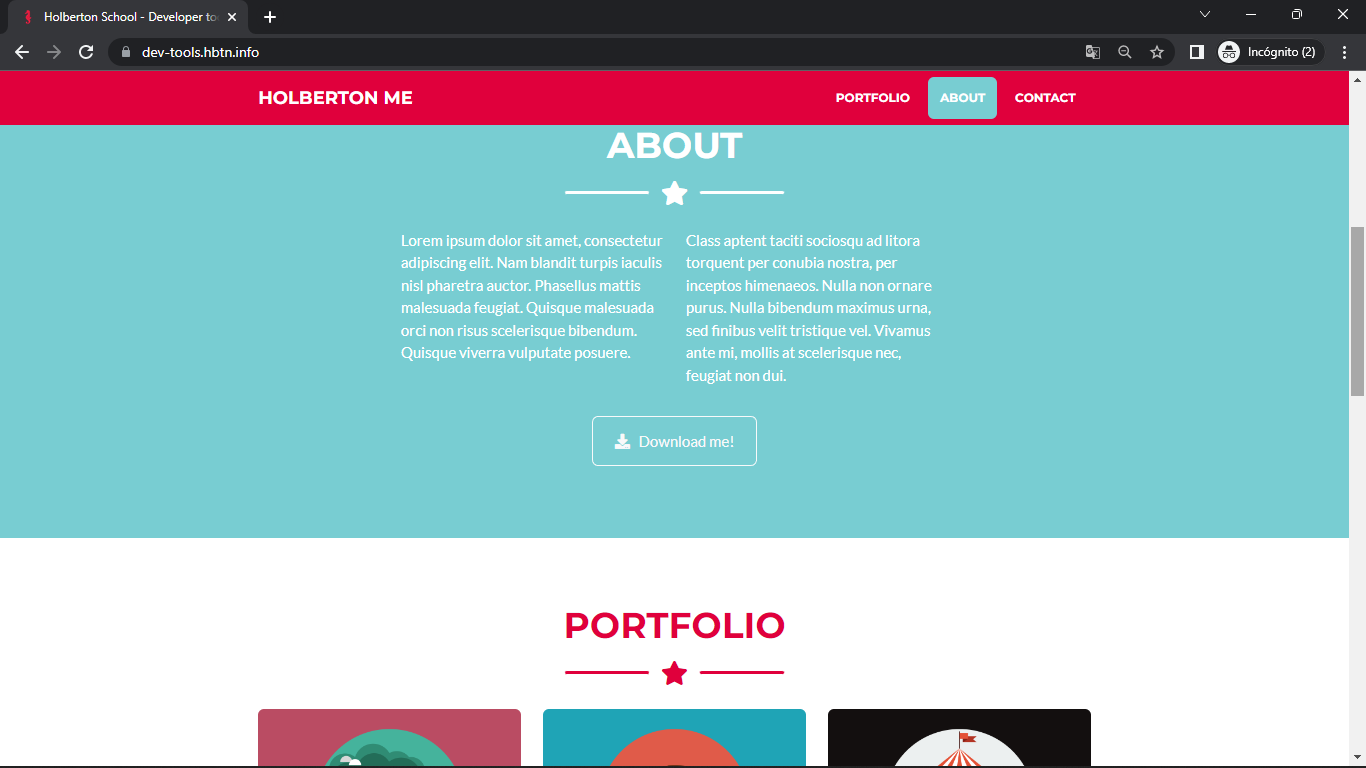 Holberton School - Developer to
dev-tools.hbtn.info
Incógnito (2)
HOLBERTON ME
PORTFOLIO
ABOUT
CONTACT
ABOUT
Lorem ipsum dolor sit amet, consectetur
adipiscing elit. Nam blandit turpis iaculis
nisl pharetra auctor. Phasellus mattis
malesuada feugiat. Quisque malesuada
orci non risus scelerisque bibendum.
Quisque viverra vulputate posuere.
Class aptent taciti sociosqu ad litora
torquent per conubia nostra, per
inceptos himenaeos. Nulla non ornare
purus. Nulla bibendum maximus urna,
sed finibus velit tristique vel. Vivamus
ante mi, mollis at scelerisque nec,
feugiat non dui.
Download me!
PORTFOLIO